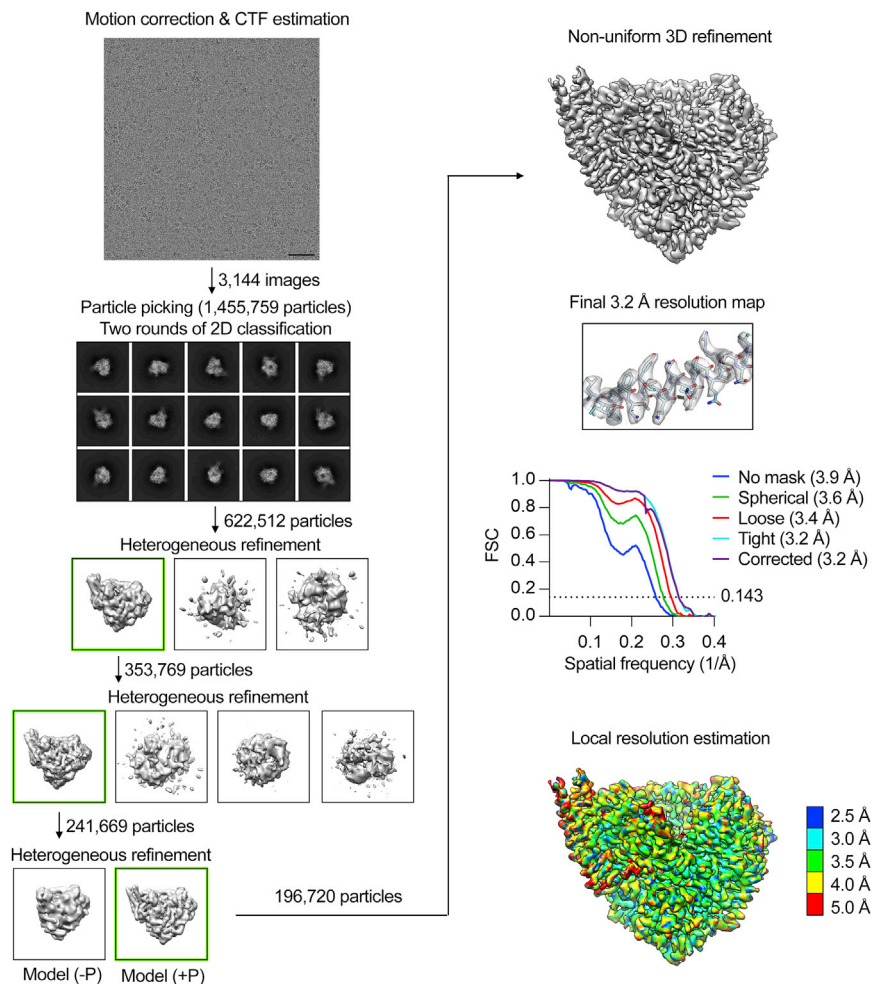 Motion correction & CTF estimation
3,144 images
Particle picking (1,455,759 particles)
Two rounds of 2D classification
622,512 particles
Heterogeneous refinement
353,769 particles
Heterogeneous refinement
241,669 particles
Heterogeneous refinement
Model (-P)
Model (+P)
196,720 particles
Non-uniform 3D refinement
Final 3.2 Å resolution map
FSC
1.0
0.8
0.6
0.4
0.2
0.0
0.1
0.2
0.3
0.4
Spatial frequency (1/Å)
No mask (3.9 Å)
Spherical (3.6 Å)
Loose (3.4 Å)
Tight (3.2 Å)
Corrected (3.2 Å)
0.143
Local resolution estimation
2.5 Å
3.0 Å
3.5 Å
4.0 Å
5.0 Å